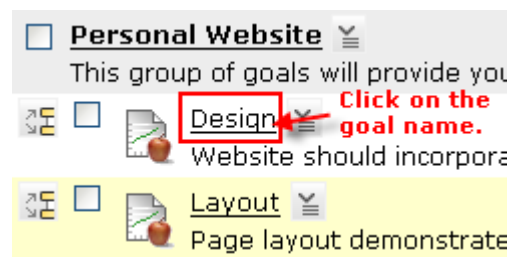 Personal Website
This group of goals will provide you
Design
Click on the
goal name.
Website should incorpora
Layout
Page layout demonstrate